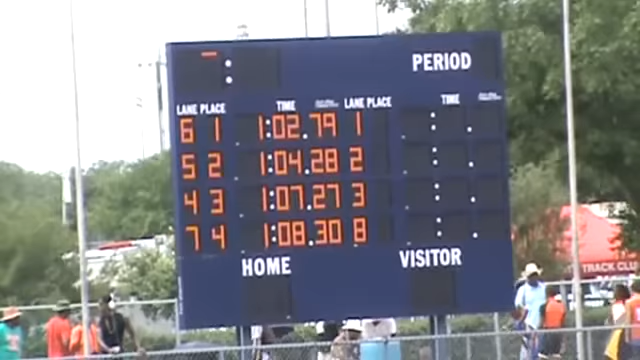 PERIOD
LANE PLACE TIME LANE PLACE TIME
6 1 1:02.79 1
5 2 1:04.28 2
4 3 1:07.27 3
7 4 1:08.30 8
HOME VISITOR
TRACK CLU